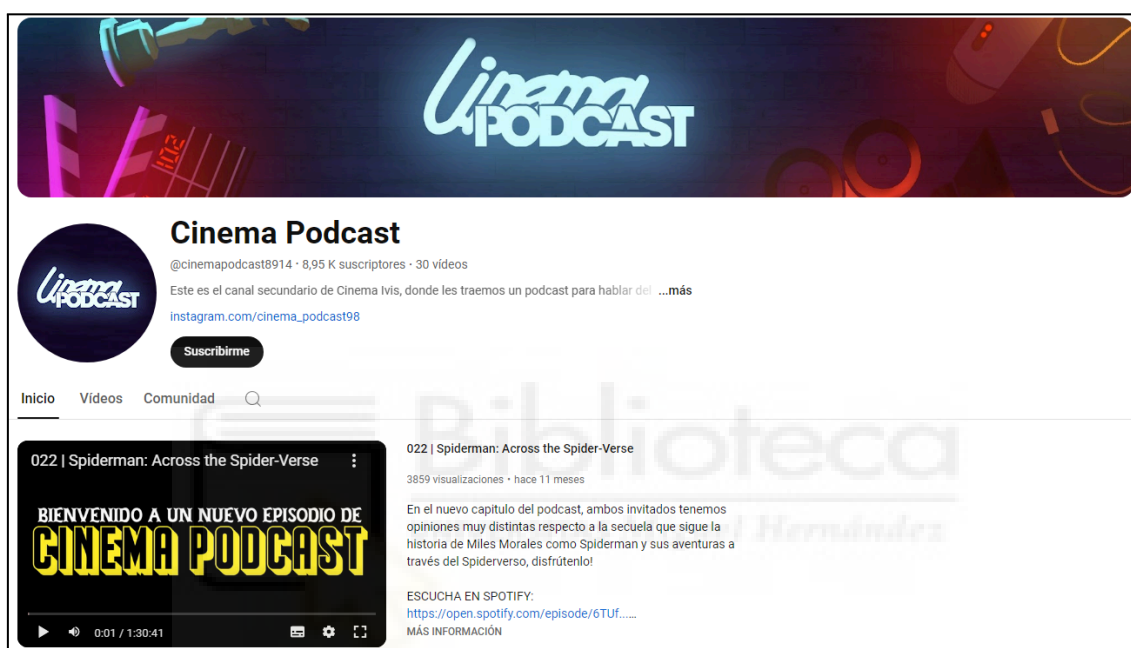 Cinema
PODCAST
Cinema Podcast
@cinemapodcast8914 · 8,95 K suscriptores · 30 vídeos
Este es el canal secundario de Cinema Ivis, donde les traemos un podcast para hablar del ...más
instagram.com/cinema_podcast98
Suscribirme
Cinema
PODCAST
Inicio Vídeos Comunidad
022 | Spiderman: Across the Spider-Verse
BIENVENIDO A UN NUEVO EPISODIO DE
CINEMA PODCAST
0:01 / 1:30:41
022 | Spiderman: Across the Spider-Verse
3859 visualizaciones · hace 11 meses
En el nuevo capitulo del podcast, ambos invitados tenemos
opiniones muy distintas respecto a la secuela que sigue la
historia de Miles Morales como Spiderman y sus aventuras a
través del Spiderverso, disfrútenlo!
ESCUCHA EN SPOTIFY:
https://open.spotify.com/episode/6TUf......
MÁS INFORMACIÓN
Biblioteca
Hernández